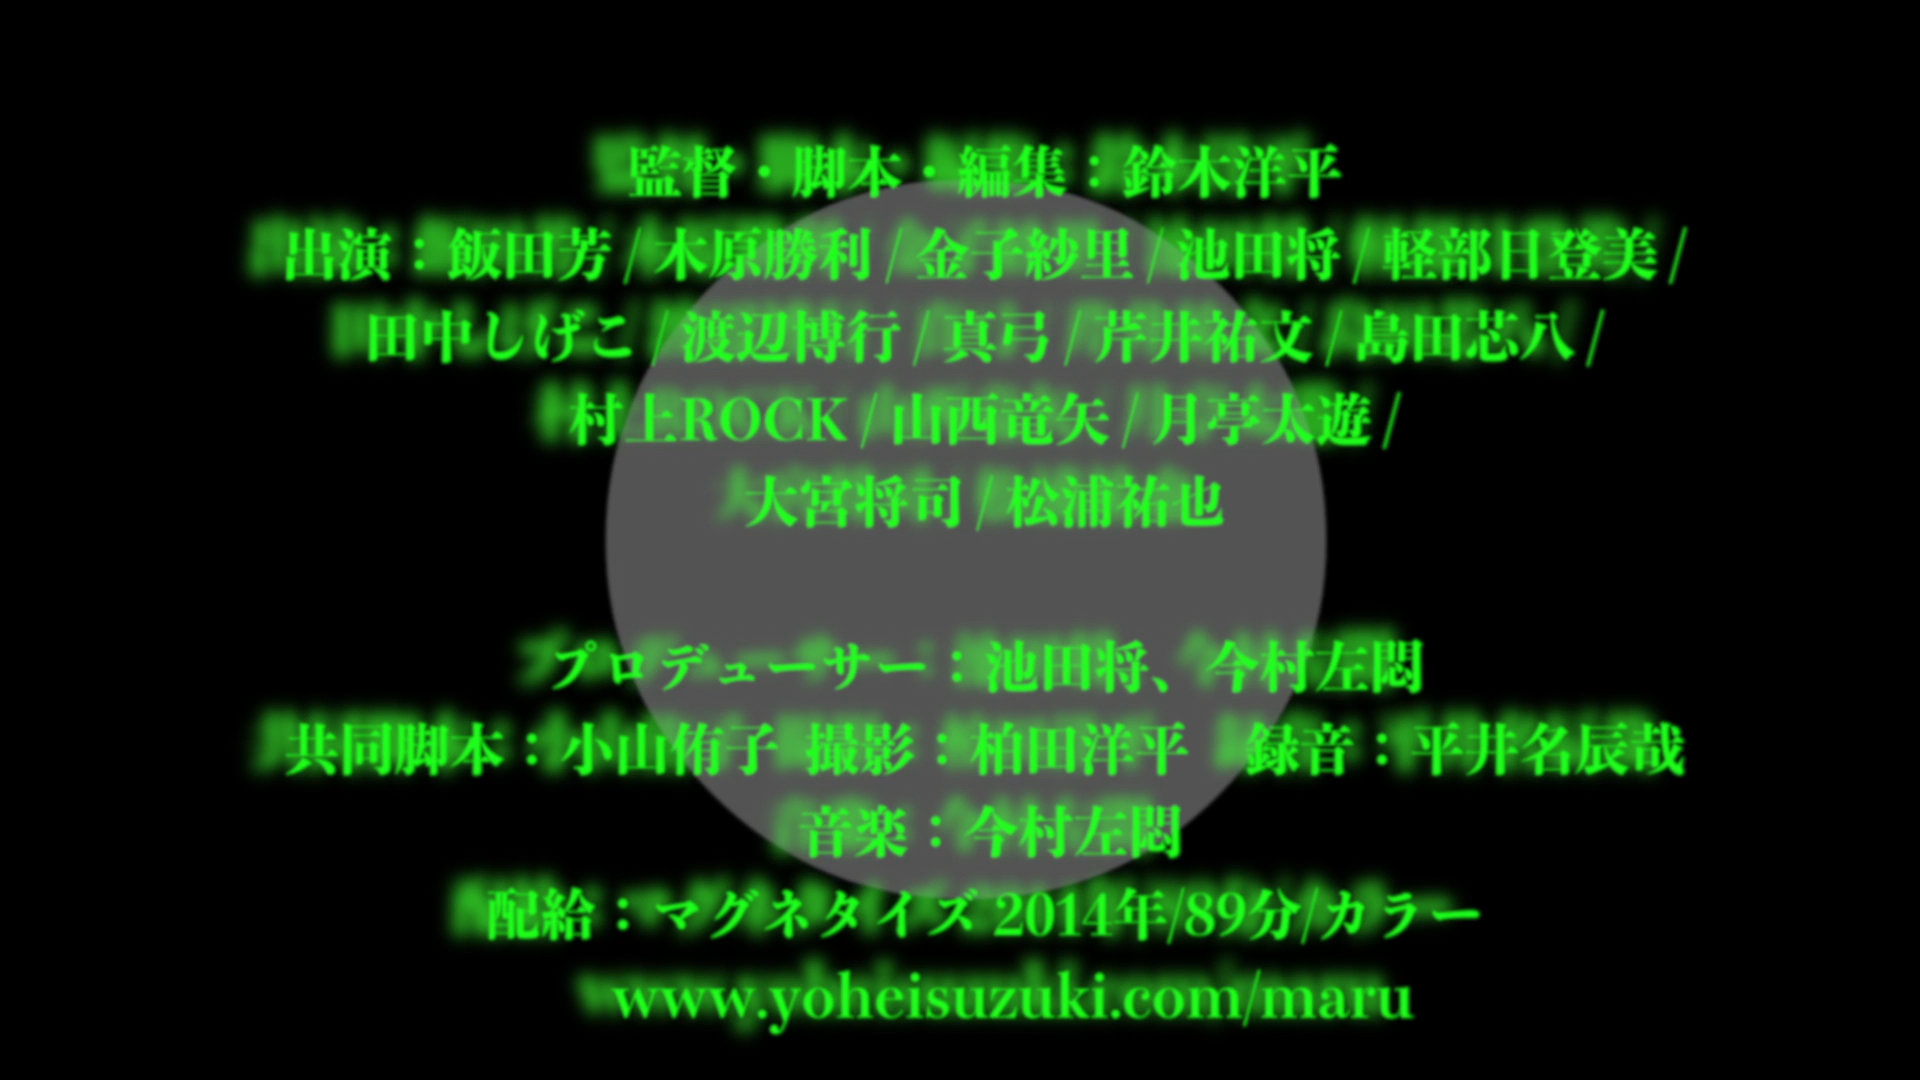 監督・脚本・編集：鈴木洋平
出演：飯田芳 / 木原勝利 / 金子紗里 / 池田将 / 軽部日登美 /
田中しげこ / 渡辺博行 / 真弓 / 芹井祐文 / 島田芯八 /
村上ROCK / 山西竜矢 / 月亭太遊 /
大宮将司 / 松浦祐也
プロデューサー：池田将、今村左悶
共同脚本：小山侑子 撮影：柏田洋平　録音：平井名辰哉
音楽：今村左悶
配給：マグネタイズ 2014年/89分/カラー
www.yoheisuzuki.com/maru